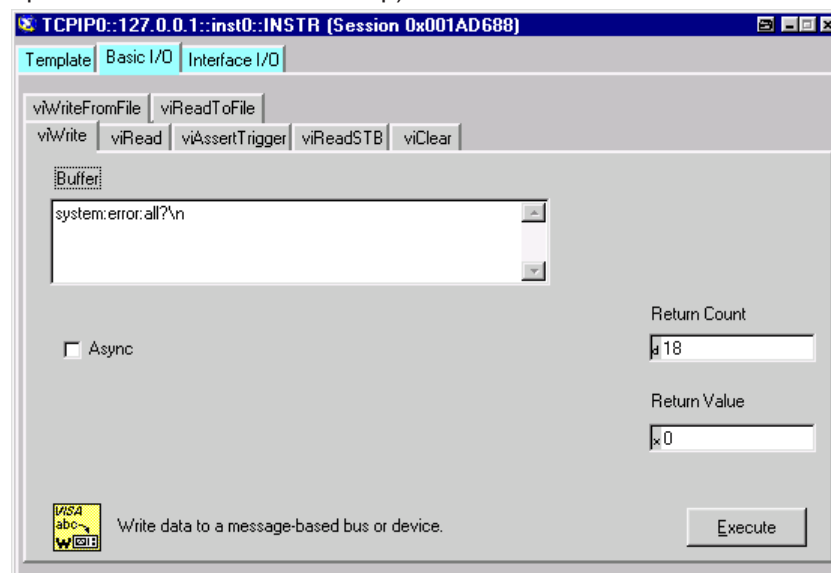 TCPIP0::127.0.0.1::inst0::INSTR (Session 0x001AD688)
Template Basic I/O Interface I/O
viWriteFromFile viReadToFile
viWrite viRead viAssertTrigger viReadSTB viClear
Buffer
system:error:all?\n
Return Count
Async
d 18
Return Value
x 0
VISA
abc
W
Write data to a message-based bus or device.
Execute